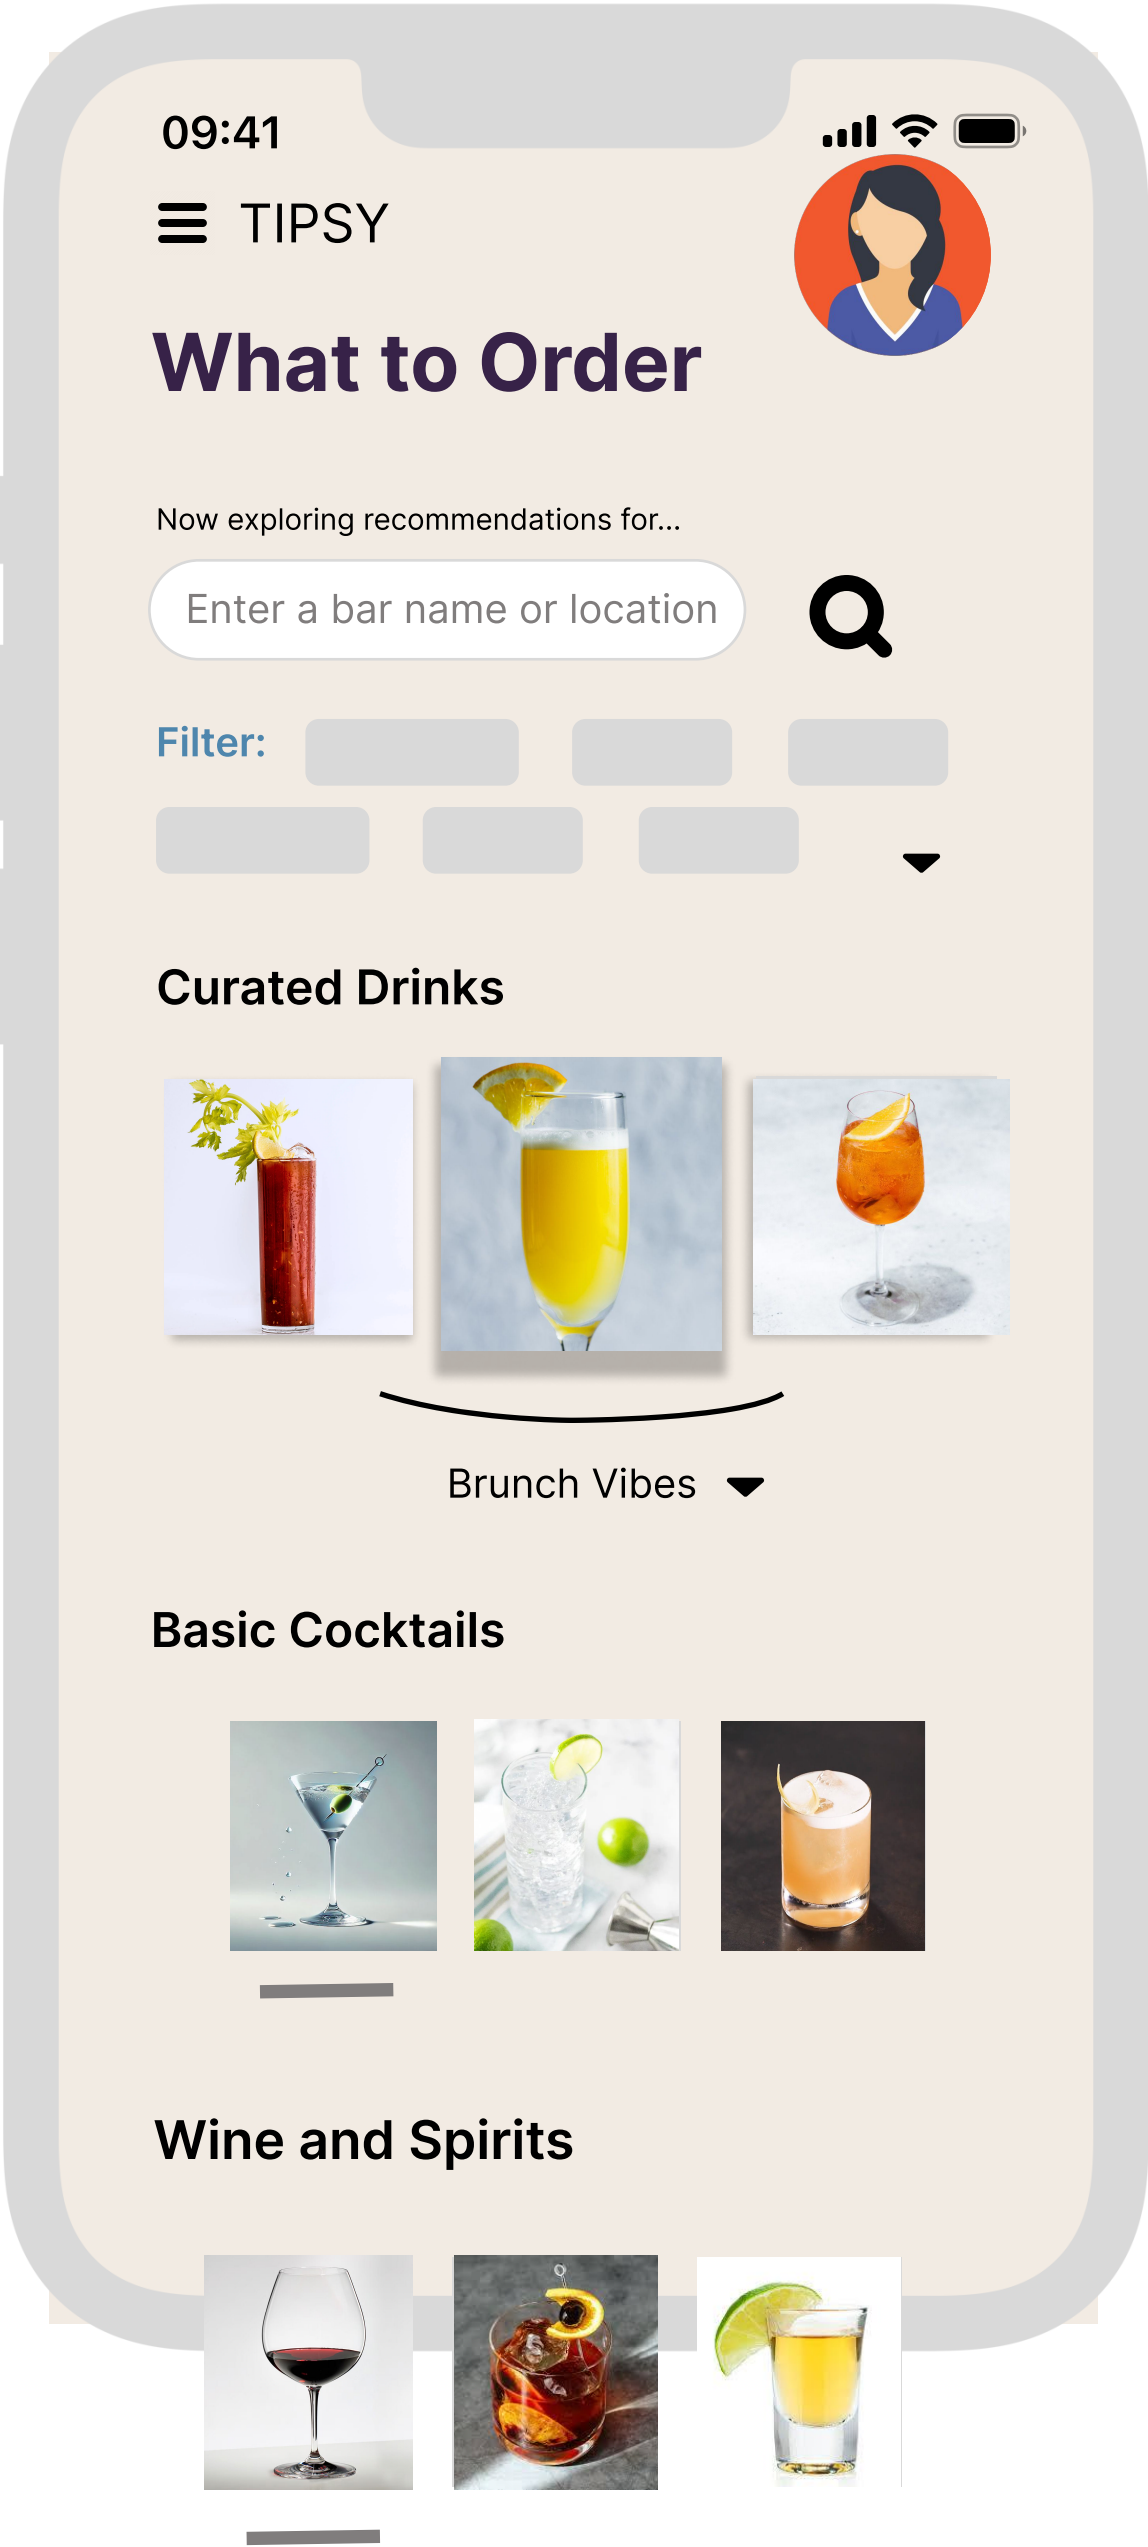 09:41
TIPSY
What to Order
Now exploring recommendations for...
Enter a bar name or location
Filter:
Curated Drinks
Brunch Vibes
Basic Cocktails
Wine and Spirits